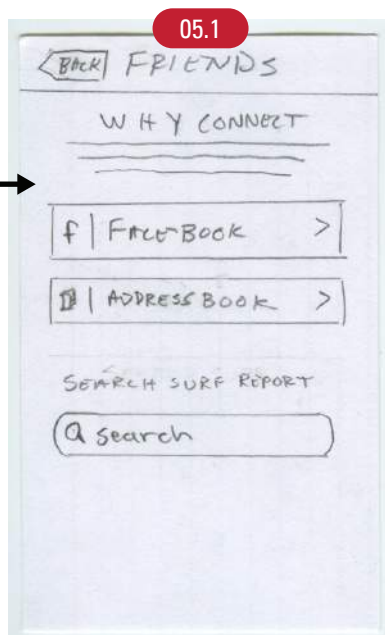 05.1
BACK FRIENDS
WHY CONNECT
f | FACEBOOK >
| ADDRESS BOOK >
SEARCH SURF REPORT
search